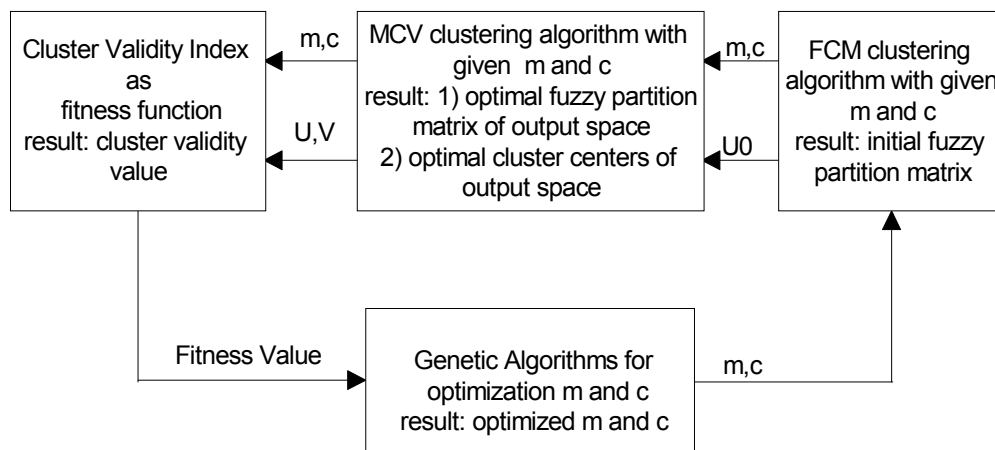 Cluster Validity Index
as
fitness function
result: cluster validity
value
m,c
U,V
MCV clustering algorithm with
given m and c
result: 1) optimal fuzzy partition
matrix of output space
2) optimal cluster centers of
output space
m,c
U0
FCM clustering
algorithm with given
m and c
result: initial fuzzy
partition matrix
Fitness Value
Genetic Algorithms for
optimization m and c
result: optimized m and c
m,c